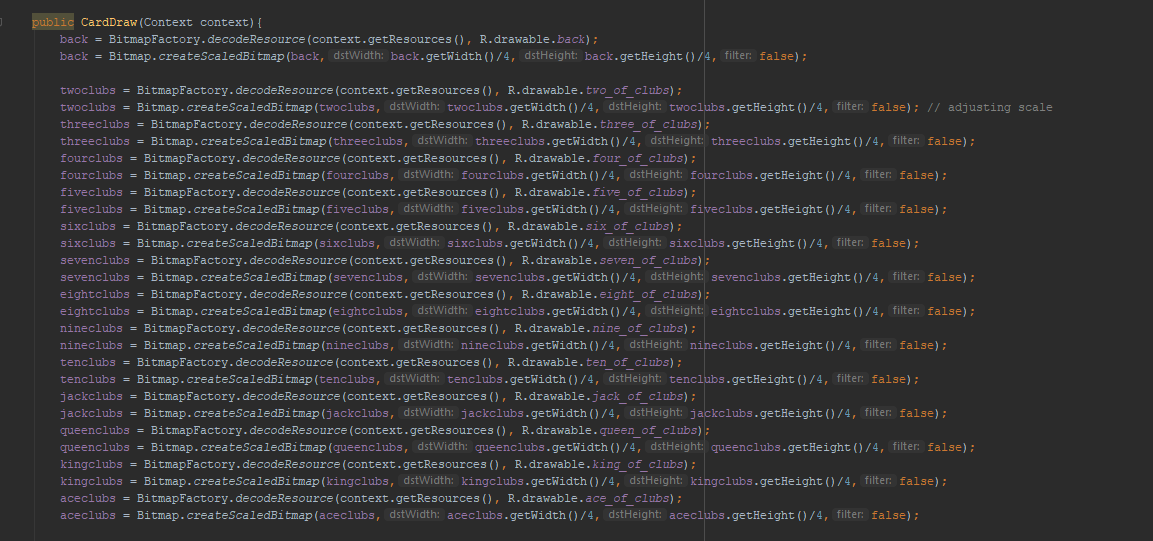 public CardDraw(Context context){
back = BitmapFactory.decodeResource(context.getResources(), R.drawable.back);
back = Bitmap.createScaledBitmap(back, dstWidth: back.getWidth()/4, dstHeight: back.getHeight()/4, filter: false);
twoclubs = BitmapFactory.decodeResource(context.getResources(), R.drawable.two_of_clubs);
twoclubs = Bitmap.createScaledBitmap(twoclubs, dstWidth: twoclubs.getWidth()/4, dstHeight: twoclubs.getHeight()/4, filter: false); // adjusting scale
threeclubs = BitmapFactory.decodeResource(context.getResources(), R.drawable.three_of_clubs);
threeclubs = Bitmap.createScaledBitmap(threeclubs, dstWidth: threeclubs.getWidth()/4, dstHeight: threeclubs.getHeight()/4, filter: false);
fourclubs = BitmapFactory.decodeResource(context.getResources(), R.drawable.four_of_clubs);
fourclubs = Bitmap.createScaledBitmap(fourclubs, dstWidth: fourclubs.getWidth()/4, dstHeight: fourclubs.getHeight()/4, filter: false);
fiveclubs = BitmapFactory.decodeResource(context.getResources(), R.drawable.five_of_clubs);
fiveclubs = Bitmap.createScaledBitmap(fiveclubs, dstWidth: fiveclubs.getWidth()/4, dstHeight: fiveclubs.getHeight()/4, filter: false);
sixclubs = BitmapFactory.decodeResource(context.getResources(), R.drawable.six_of_clubs);
sixclubs = Bitmap.createScaledBitmap(sixclubs, dstWidth: sixclubs.getWidth()/4, dstHeight: sixclubs.getHeight()/4, filter: false);
sevenclubs = BitmapFactory.decodeResource(context.getResources(), R.drawable.seven_of_clubs);
sevenclubs = Bitmap.createScaledBitmap(sevenclubs, dstWidth: sevenclubs.getWidth()/4, dstHeight: sevenclubs.getHeight()/4, filter: false);
eightclubs = BitmapFactory.decodeResource(context.getResources(), R.drawable.eight_of_clubs);
eightclubs = Bitmap.createScaledBitmap(eightclubs, dstWidth: eightclubs.getWidth()/4, dstHeight: eightclubs.getHeight()/4, filter: false);
nineclubs = BitmapFactory.decodeResource(context.getResources(), R.drawable.nine_of_clubs);
nineclubs = Bitmap.createScaledBitmap(nineclubs, dstWidth: nineclubs.getWidth()/4, dstHeight: nineclubs.getHeight()/4, filter: false);
tenclubs = BitmapFactory.decodeResource(context.getResources(), R.drawable.ten_of_clubs);
tenclubs = Bitmap.createScaledBitmap(tenclubs, dstWidth: tenclubs.getWidth()/4, dstHeight: tenclubs.getHeight()/4, filter: false);
jackclubs = BitmapFactory.decodeResource(context.getResources(), R.drawable.jack_of_clubs);
jackclubs = Bitmap.createScaledBitmap(jackclubs, dstWidth: jackclubs.getWidth()/4, dstHeight: jackclubs.getHeight()/4, filter: false);
queenclubs = BitmapFactory.decodeResource(context.getResources(), R.drawable.queen_of_clubs);
queenclubs = Bitmap.createScaledBitmap(queenclubs, dstWidth: queenclubs.getWidth()/4, dstHeight: queenclubs.getHeight()/4, filter: false);
kingclubs = BitmapFactory.decodeResource(context.getResources(), R.drawable.king_of_clubs);
kingclubs = Bitmap.createScaledBitmap(kingclubs, dstWidth: kingclubs.getWidth()/4, dstHeight: kingclubs.getHeight()/4, filter: false);
aceclubs = BitmapFactory.decodeResource(context.getResources(), R.drawable.ace_of_clubs);
aceclubs = Bitmap.createScaledBitmap(aceclubs, dstWidth: aceclubs.getWidth()/4, dstHeight: aceclubs.getHeight()/4, filter: false);